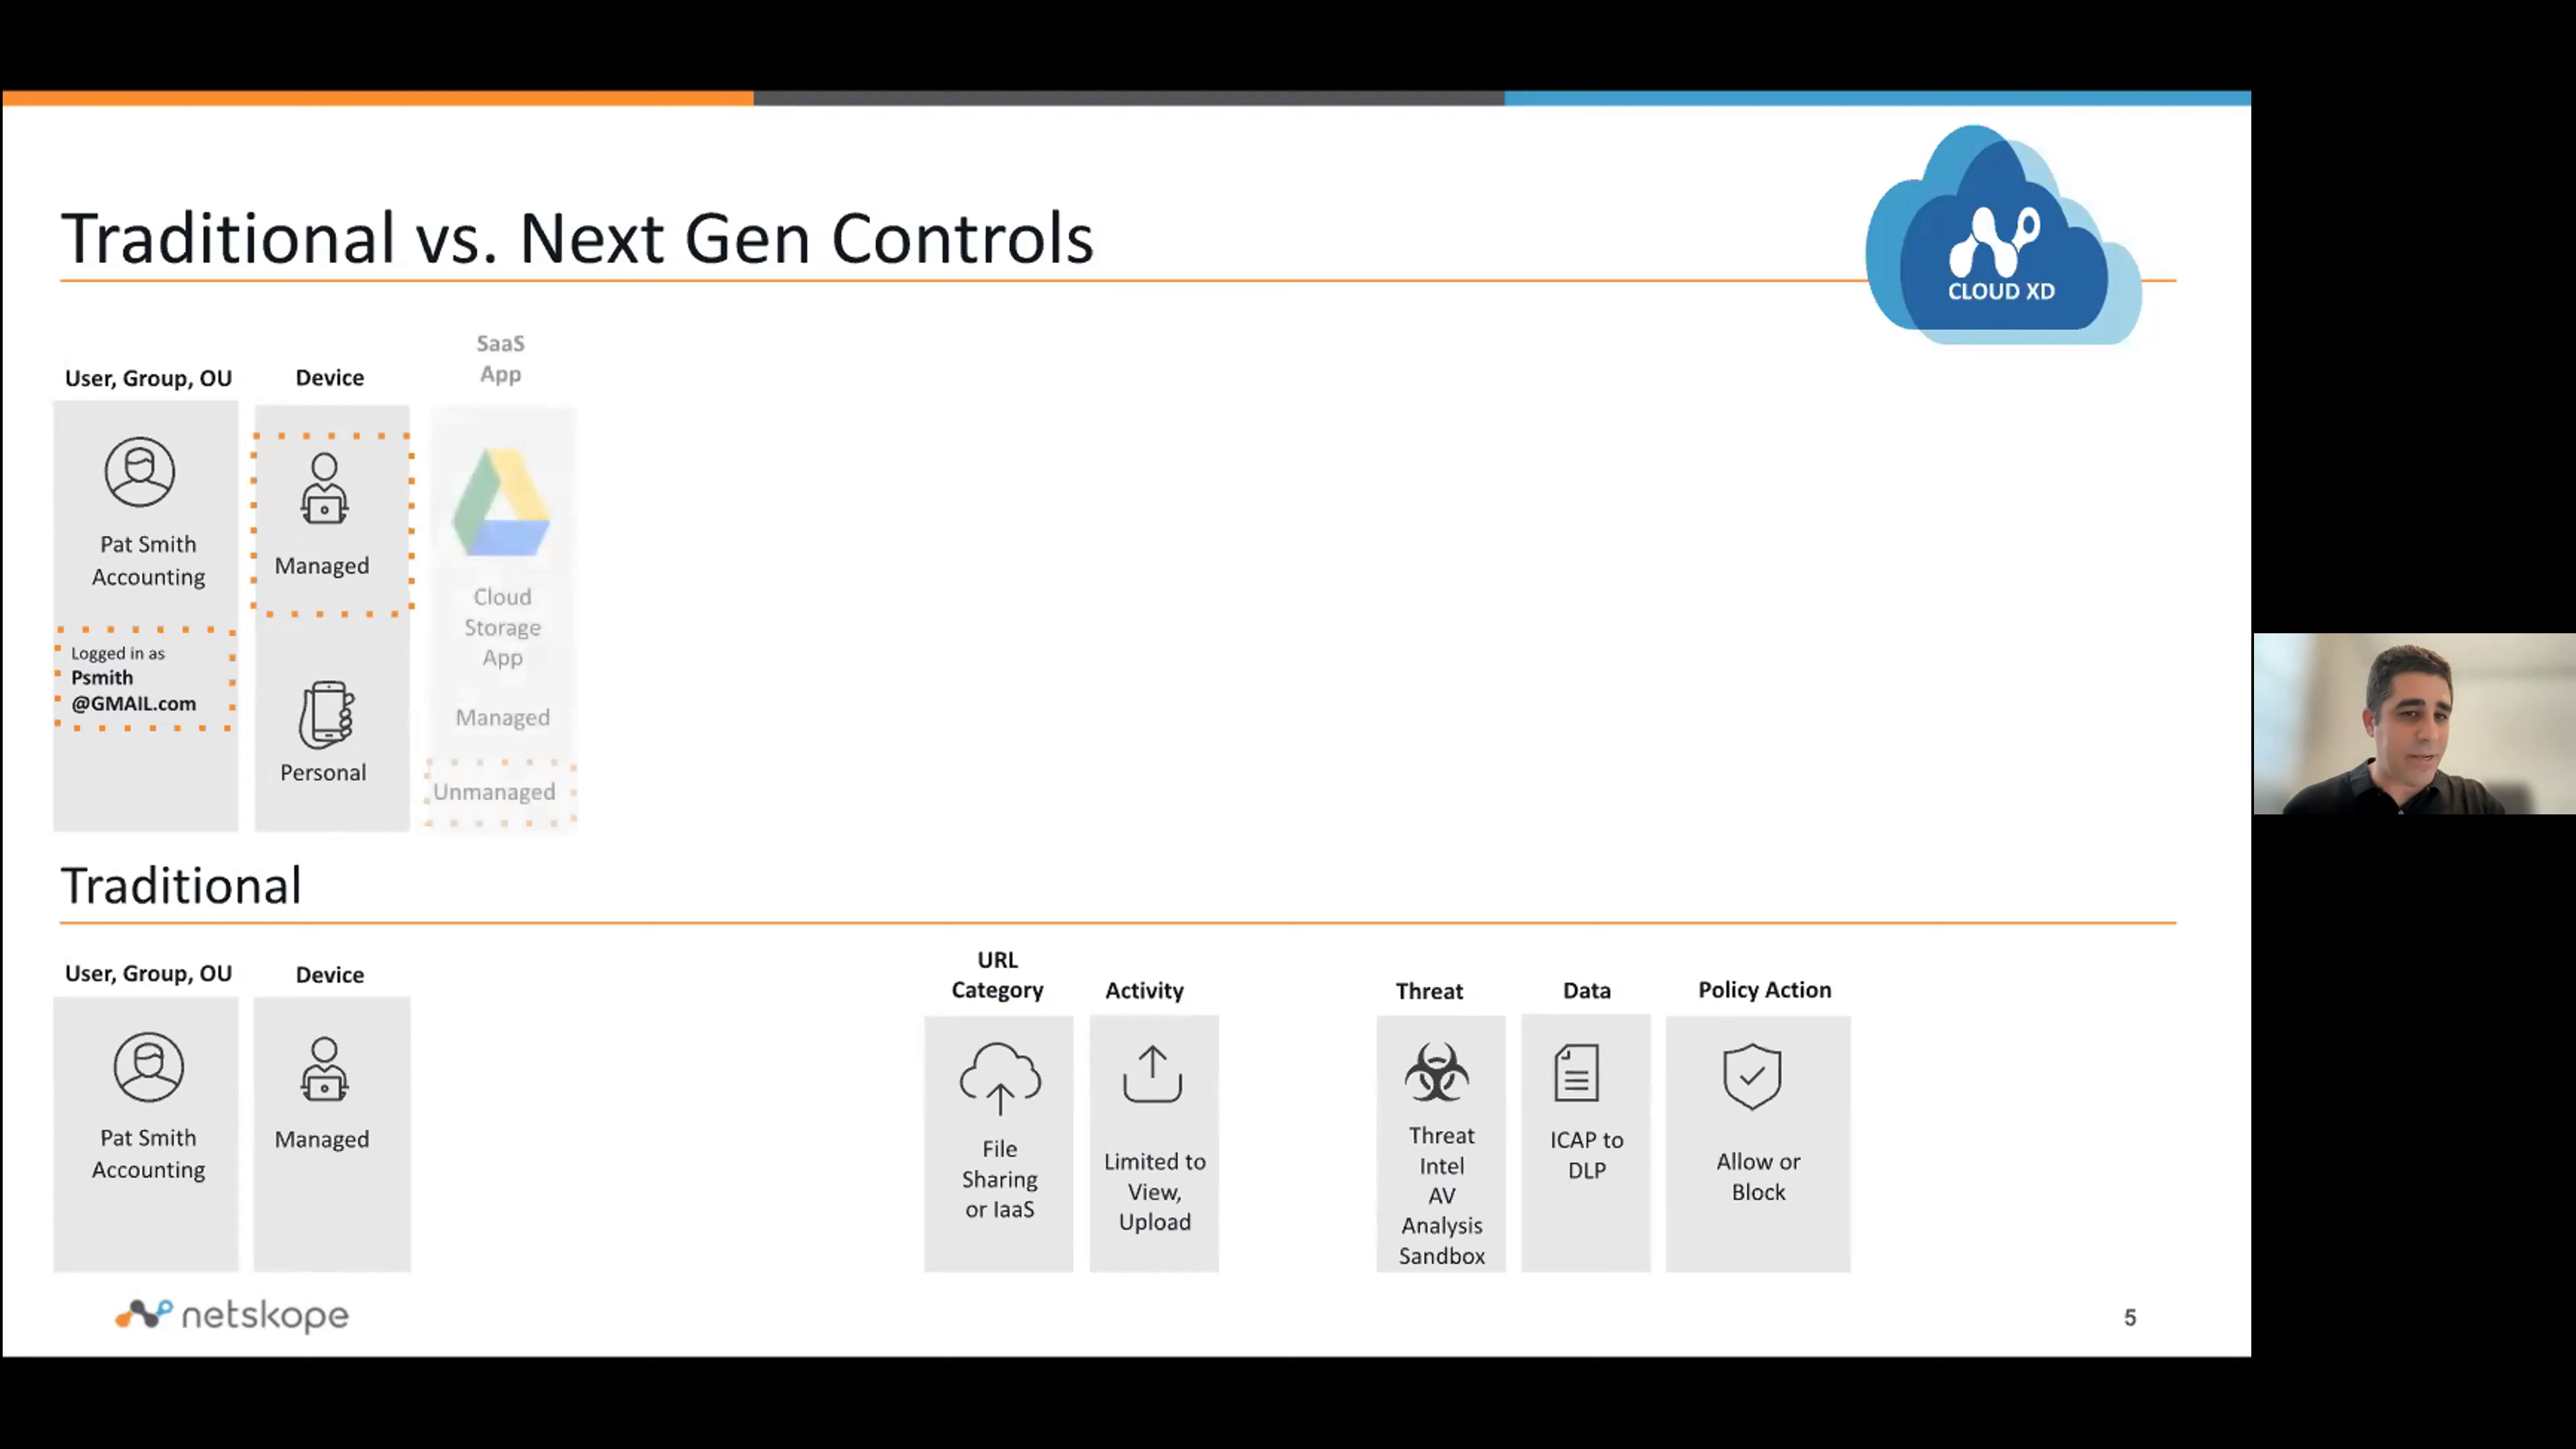 Traditional vs. Next Gen Controls
CLOUD XD
User, Group, OU
Device
SaaS
App
Pat Smith
Accounting
Logged in as
Psmith
@GMAIL.com
Managed
Personal
Cloud
Storage
App
Managed
Unmanaged
Traditional
User, Group, OU
Device
URL
Category
Activity
Threat
Data
Policy Action
Pat Smith
Accounting
Managed
File
Sharing
or IaaS
Limited to
View,
Upload
Threat
Intel
AV
Analysis
Sandbox
ICAP to
DLP
Allow or
Block
netskope
5